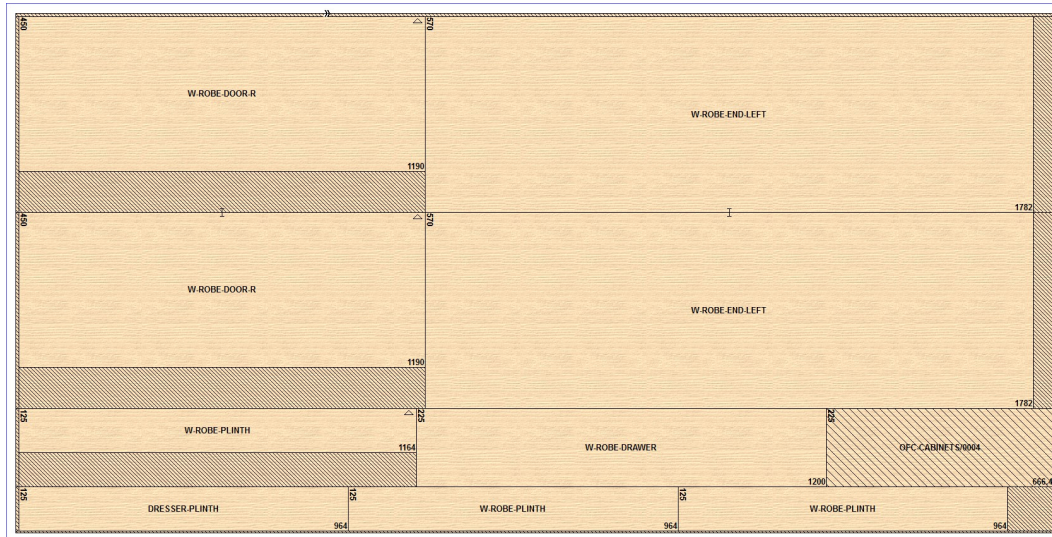 450
570
W-ROBE-DOOR-R
W-ROBE-END-LEFT
1190
1782
450
570
W-ROBE-DOOR-R
W-ROBE-END-LEFT
1190
1782
125
225
225
W-ROBE-PLINTH
W-ROBE-DRAWER
OFC-CABINETS/0004
1164
1200
666.4
125
125
125
DRESSER-PLINTH
W-ROBE-PLINTH
W-ROBE-PLINTH
964
964
964